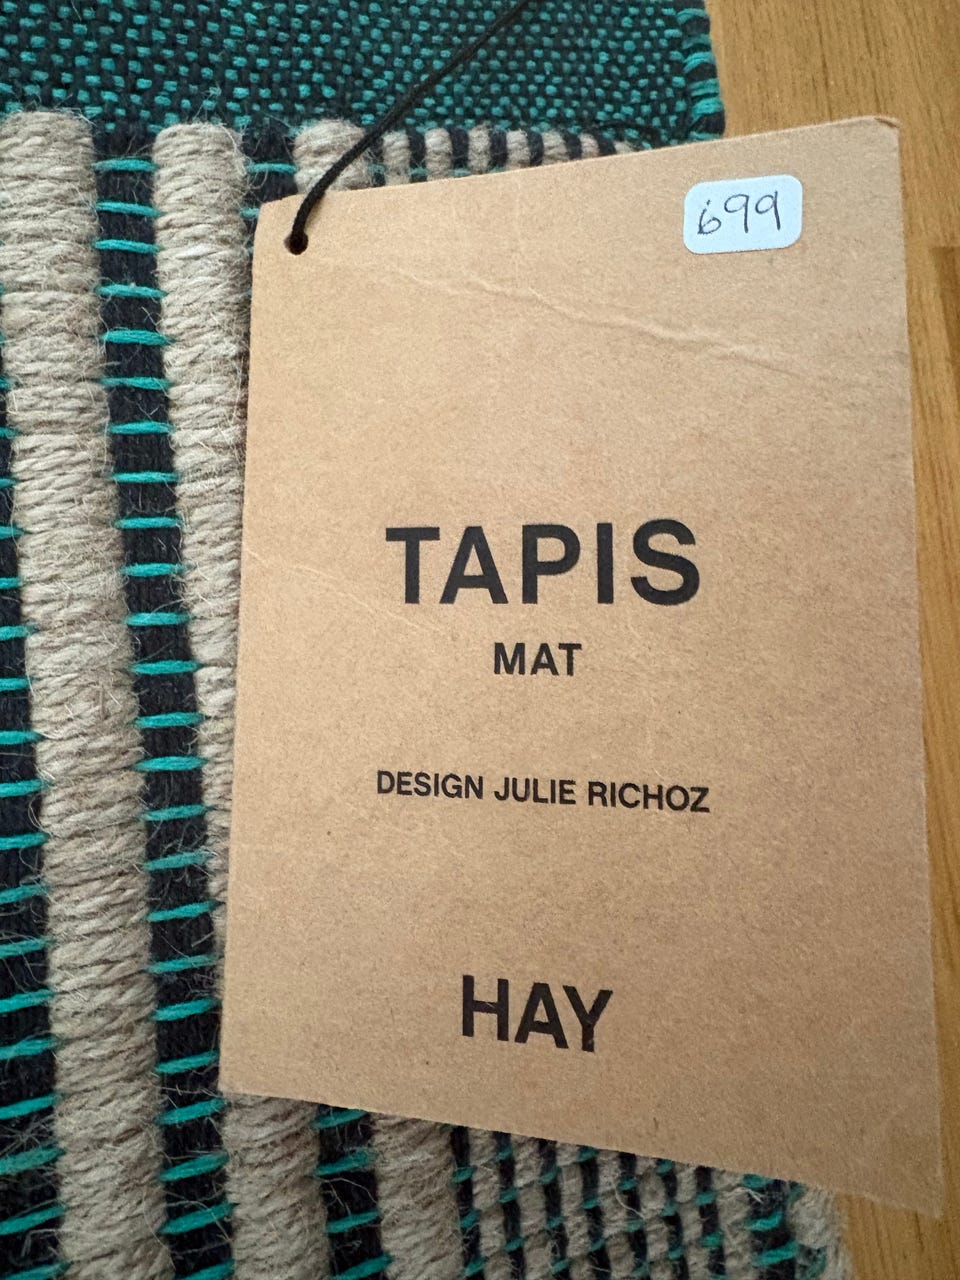 699
TAPIS
MAT
DESIGN JULIE RICHOZ
HAY